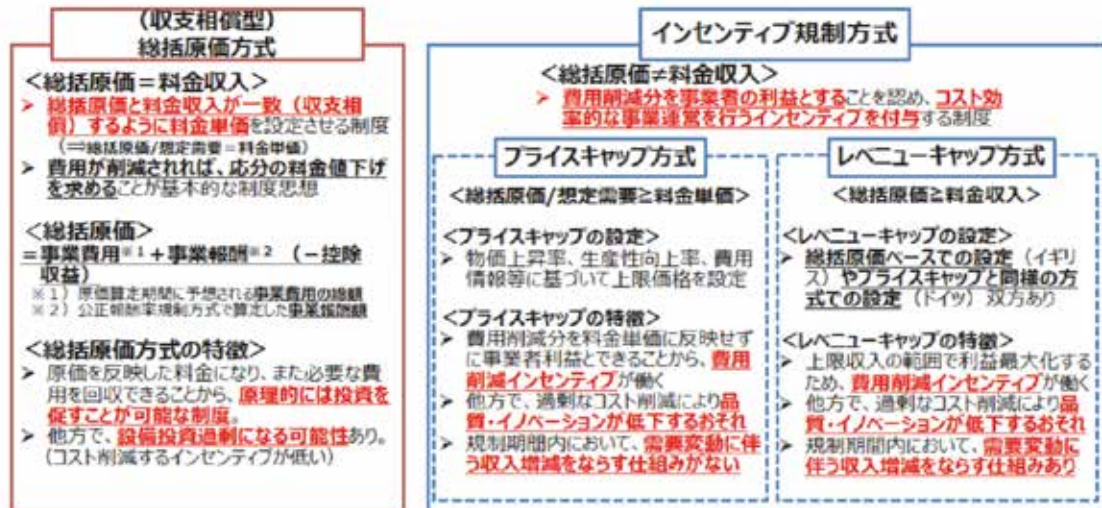 （収支相償型）
総括原価方式
＜総括原価＝料金収入＞
➢ 総括原価と料金収入が一致（収支相
償）するように料金単価を設定させる制度
（⇒総括原価/想定需要＝料金単価）
➢ 費用が削減されれば、応分の料金値下げ
を求めることが基本的な制度思想
＜総括原価＞
＝事業費用※１＋事業報酬※２ （－控除
収益）
※１）原価算定期間に予想される事業費用の総額
※２）公正報酬率規制方式で算定した事業報酬額
＜総括原価方式の特徴＞
➢ 原価を反映した料金になり、また必要な費
用を回収できることから、原理的には投資を
促すことが可能な制度。
➢ 他方で、設備投資過剰になる可能性あり。
（コスト削減するインセンティブが低い）
インセンティブ規制方式
＜総括原価≠料金収入＞
➢ 費用削減分を事業者の利益とすることを認め、コスト効
率的な事業運営を行うインセンティブを付与する制度
プライスキャップ方式
＜総括原価/想定需要≧料金単価＞
＜プライスキャップの設定＞
➢ 物価上昇率、生産性向上率、費用
情報等に基づいて上限価格を設定
＜プライスキャップの特徴＞
➢ 費用削減分を料金単価に反映せず
に事業者利益とできることから、費用
削減インセンティブが働く
➢ 他方で、過剰なコスト削減により品
質・イノベーションが低下するおそれ
➢ 規制期間内において、需要変動に伴
う収入増減をならす仕組みがない
レベニューキャップ方式
＜総括原価≧料金収入＞
＜レベニューキャップの設定＞
➢ 総括原価ベースでの設定（イギリ
ス）やプライスキャップと同様の方
式での設定（ドイツ）双方あり
＜レベニューキャップの特徴＞
➢ 上限収入の範囲で利益最大化する
ため、費用削減インセンティブが働く
➢ 他方で、過剰なコスト削減により品
質・イノベーションが低下するおそれ
➢ 規制期間内において、需要変動に
伴う収入増減をならす仕組みあり